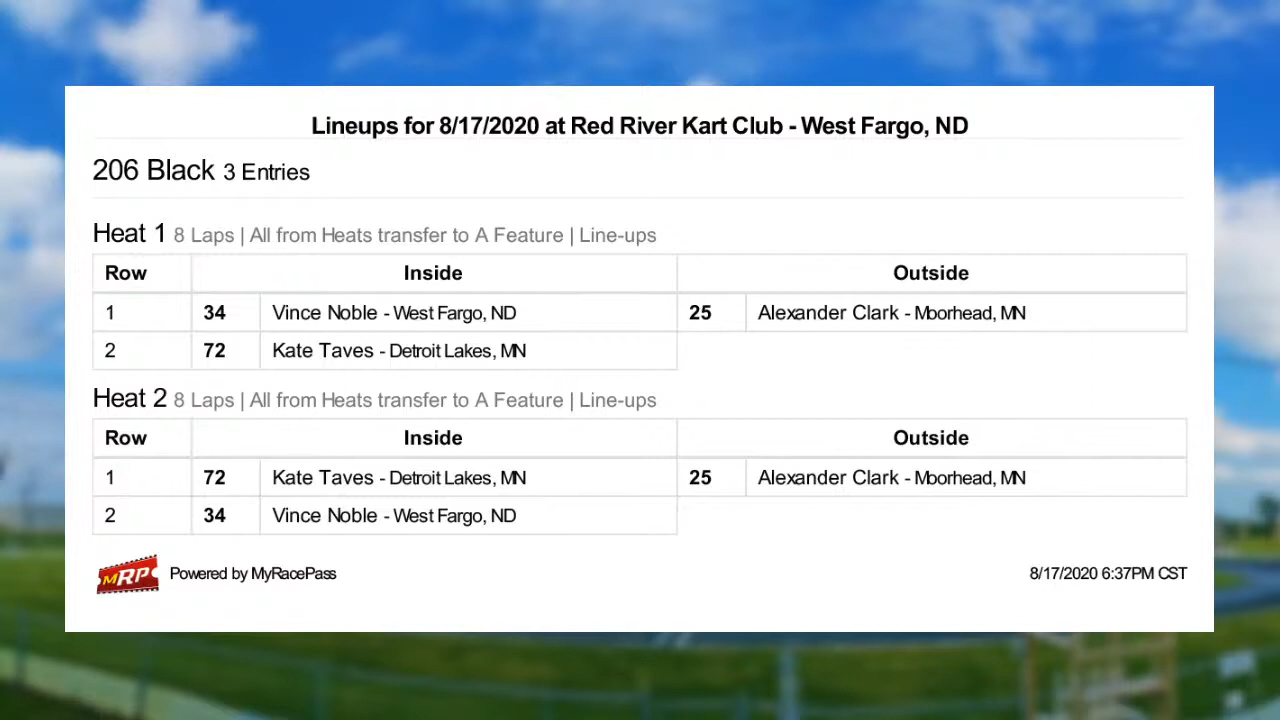 Lineups for 8/17/2020 at Red River Kart Club - West Fargo, ND
206 Black 3 Entries
Heat 1 8 Laps | All from Heats transfer to A Feature | Line-ups
Row Inside Outside
1 34 Vince Noble - West Fargo, ND 25 Alexander Clark - Moorhead, MN
2 72 Kate Taves - Detroit Lakes, MN
Heat 2 8 Laps | All from Heats transfer to A Feature | Line-ups
Row Inside Outside
1 72 Kate Taves - Detroit Lakes, MN 25 Alexander Clark - Moorhead, MN
2 34 Vince Noble - West Fargo, ND
MRP Powered by MyRacePass 8/17/2020 6:37PM CST